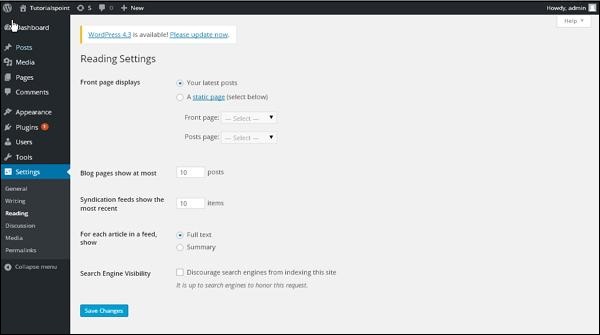 Tutorialspoint 5 0 + New Howdy, admin
Dashboard
Posts
Media
Pages
Comments
Appearance
Plugins 1
Users
Tools
Settings
General
Writing
Reading
Discussion
Media
Permalinks
Collapse menu
Help
WordPress 4.3 is available! Please update now.
Reading Settings
Front page displays
Your latest posts
A static page (select below)
Front page: — Select —
Posts page: — Select —
Blog pages show at most 10 posts
Syndication feeds show the
most recent
10 items
For each article in a feed,
show
Full text
Summary
Search Engine Visibility
Discourage search engines from indexing this site
It is up to search engines to honor this request.
Save Changes